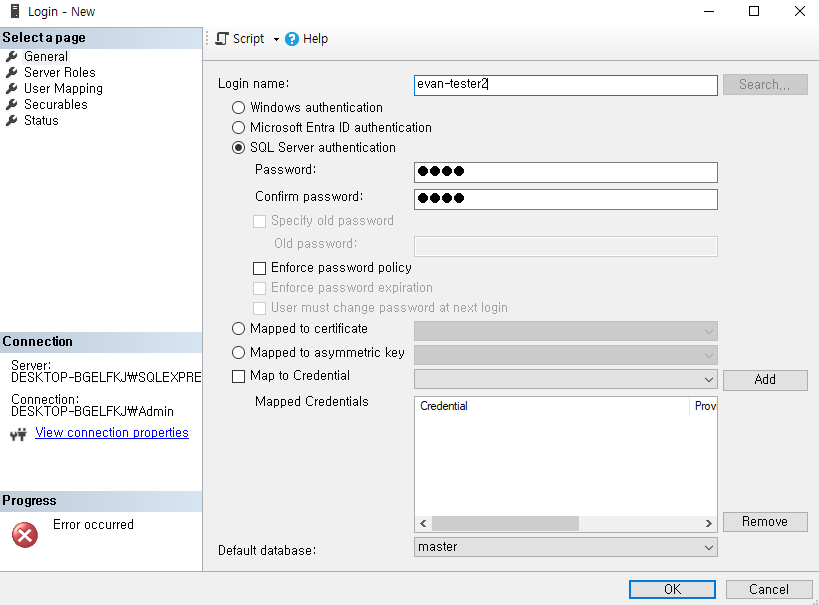 Login - New
Select a page
General
Server Roles
User Mapping
Securables
Status
Script
Help
Login name:
evan-tester2
Search...
Windows authentication
Microsoft Entra ID authentication
SQL Server authentication
Password:
●●●●
Confirm password:
●●●●
Specify old password
Old password:
Enforce password policy
Enforce password expiration
User must change password at next login
Mapped to certificate
Mapped to asymmetric key
Map to Credential
Add
Mapped Credentials
Credential
Provi
Remove
Default database:
master
Connection
Server:
DESKTOP-BGELFKJ₩SQLEXPRE
Connection:
DESKTOP-BGELFKJ₩Admin
View connection properties
Progress
Error occurred
OK
Cancel